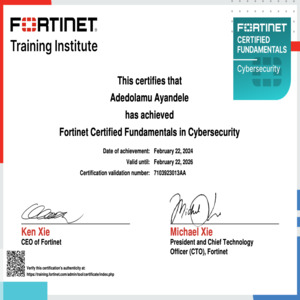 FORTINET
Training Institute
FORTINET
CERTIFIED
FUNDAMENTALS
Cybersecurity
This certifies that
Adedolamu Ayandele
has achieved
Fortinet Certified Fundamentals in Cybersecurity
Date of achievement: February 22, 2024
Valid until: February 22, 2026
Certification validation number: 7103923013AA
Ken Xie
CEO of Fortinet
Michael Xie
President and Chief Technology
Officer (CTO), Fortinet
Verify this certification's authenticity at:
https://training.fortinet.com/admin/tool/certificate/index.php